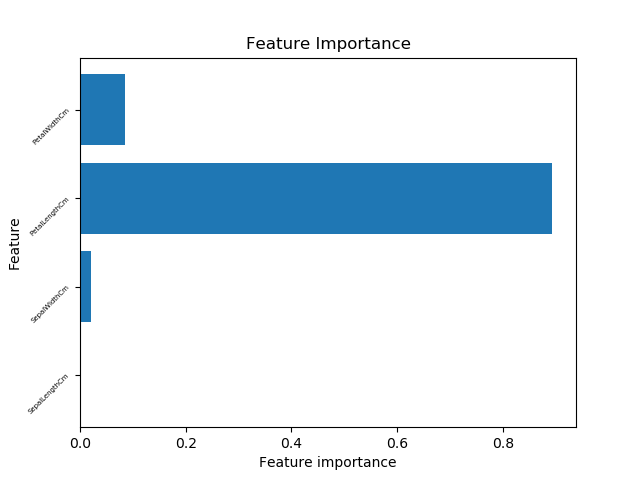 Feature Importance
PetalWidthCm
PetalLengthCm
SepalWidthCm
SepalLengthCm
Feature
0.0 0.2 0.4 0.6 0.8
Feature importance